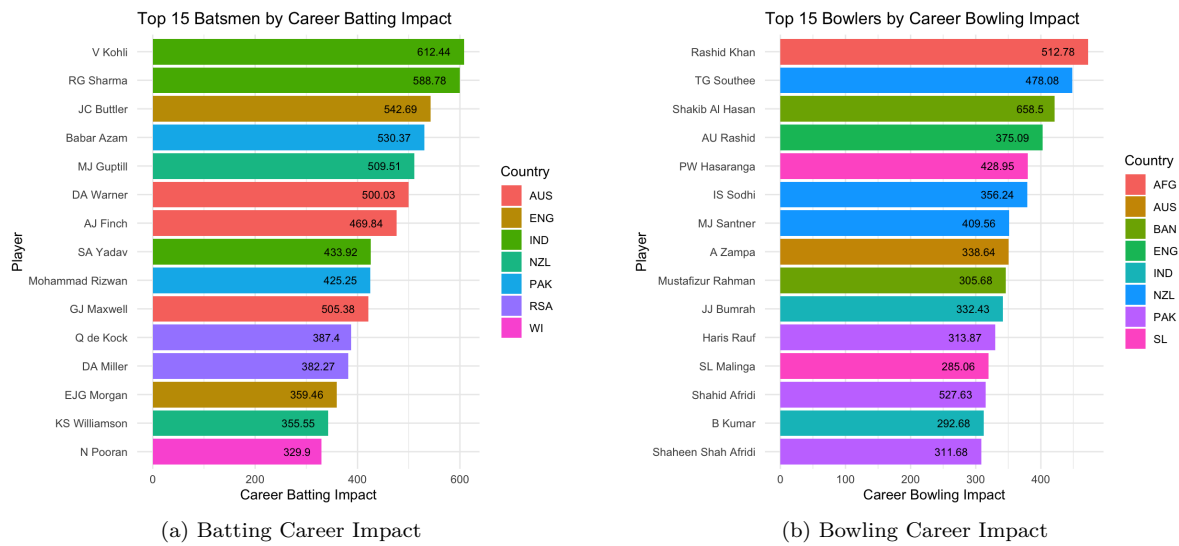 Top 15 Batsmen by Career Batting Impact
Player
V Kohli 612.44
RG Sharma 588.78
JC Buttler 542.69
Babar Azam 530.37
MJ Guptill 509.51
DA Warner 500.03
AJ Finch 469.84
SA Yadav 433.92
Mohammad Rizwan 425.25
GJ Maxwell 505.38
Q de Kock 387.4
DA Miller 382.27
EJG Morgan 359.46
KS Williamson 355.55
N Pooran 329.9
0 200 400 600
Career Batting Impact
Country
AUS
ENG
IND
NZL
PAK
RSA
WI
(a) Batting Career Impact
Top 15 Bowlers by Career Bowling Impact
Player
Rashid Khan 512.78
TG Southee 478.08
Shakib Al Hasan 658.5
AU Rashid 375.09
PW Hasaranga 428.95
IS Sodhi 356.24
MJ Santner 409.56
A Zampa 338.64
Mustafizur Rahman 305.68
JJ Bumrah 332.43
Haris Rauf 313.87
SL Malinga 285.06
Shahid Afridi 527.63
B Kumar 292.68
Shaheen Shah Afridi 311.68
0 100 200 300 400
Career Bowling Impact
Country
AFG
AUS
BAN
ENG
IND
NZL
PAK
SL
(b) Bowling Career Impact